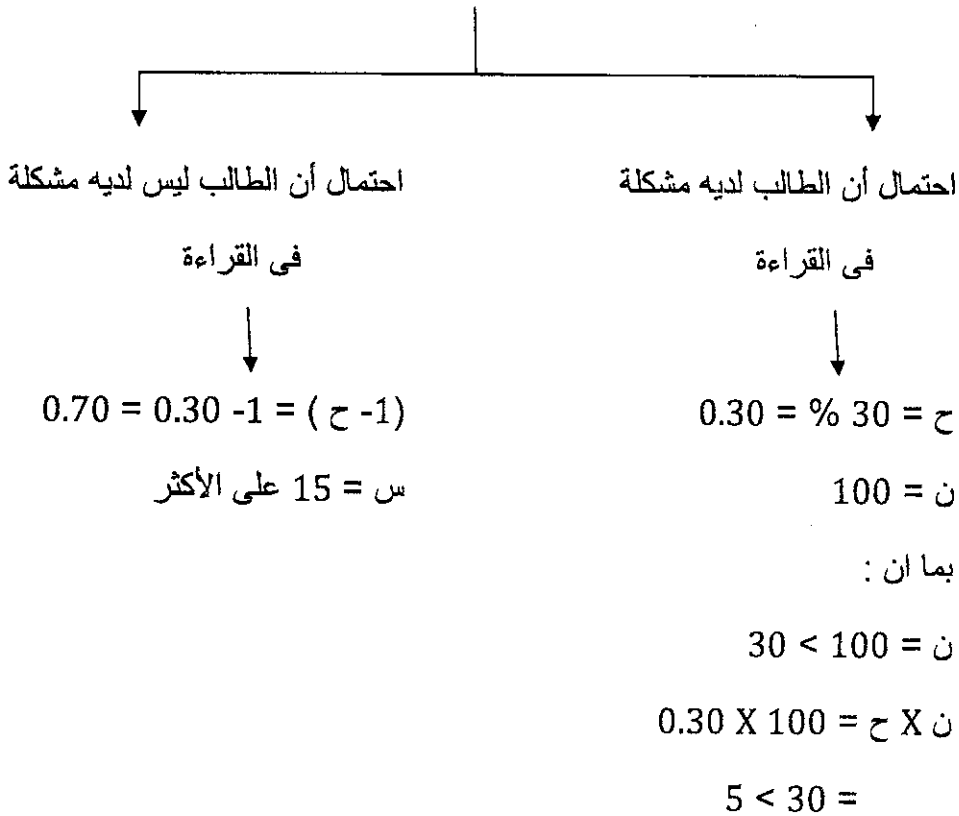 احتمال أن الطالب لديه مشكلة
فى القراءة
احتمال أن الطالب ليس لديه مشكلة
فى القراءة
ح = 30 % = 0.30
(1- ح ) = 1- 0.30 = 0.70
ن = 100
س = 15 على الأكثر
بما ان :
ن = 100 > 30
ن X ح = 100 X 0.30
= 30 > 5